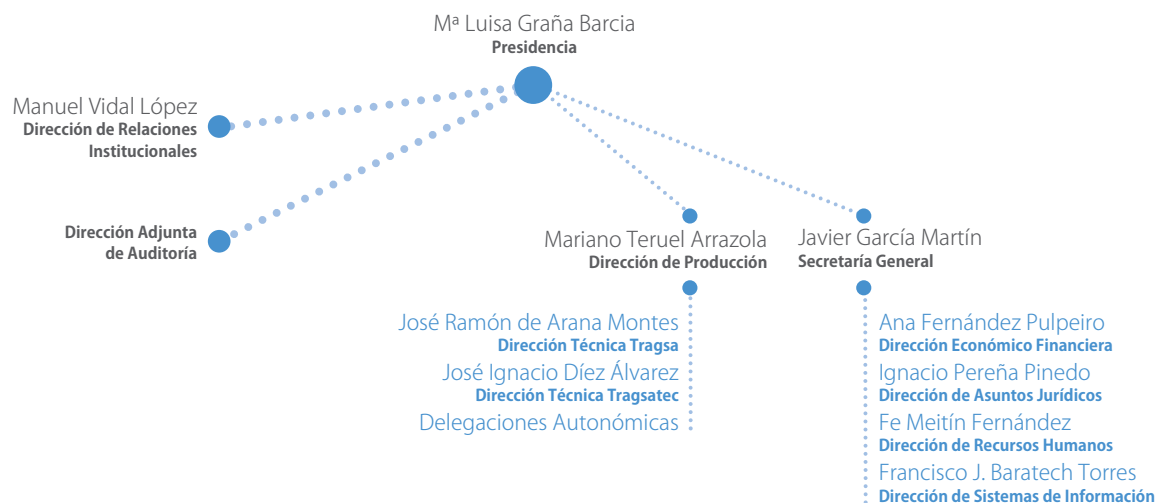 Mª Luisa Graña Barcia
Presidencia
Manuel Vidal López
Dirección de Relaciones
Institucionales
Dirección Adjunta
de Auditoría
Mariano Teruel Arrazola
Dirección de Producción
Javier García Martín
Secretaría General
José Ramón de Arana Montes
Dirección Técnica Tragsa
José Ignacio Díez Álvarez
Dirección Técnica Tragsatec
Delegaciones Autonómicas
Ana Fernández Pulpeiro
Dirección Económico Financiera
Ignacio Pereña Pinedo
Dirección de Asuntos Jurídicos
Fe Meitín Fernández
Dirección de Recursos Humanos
Francisco J. Baratech Torres
Dirección de Sistemas de Información